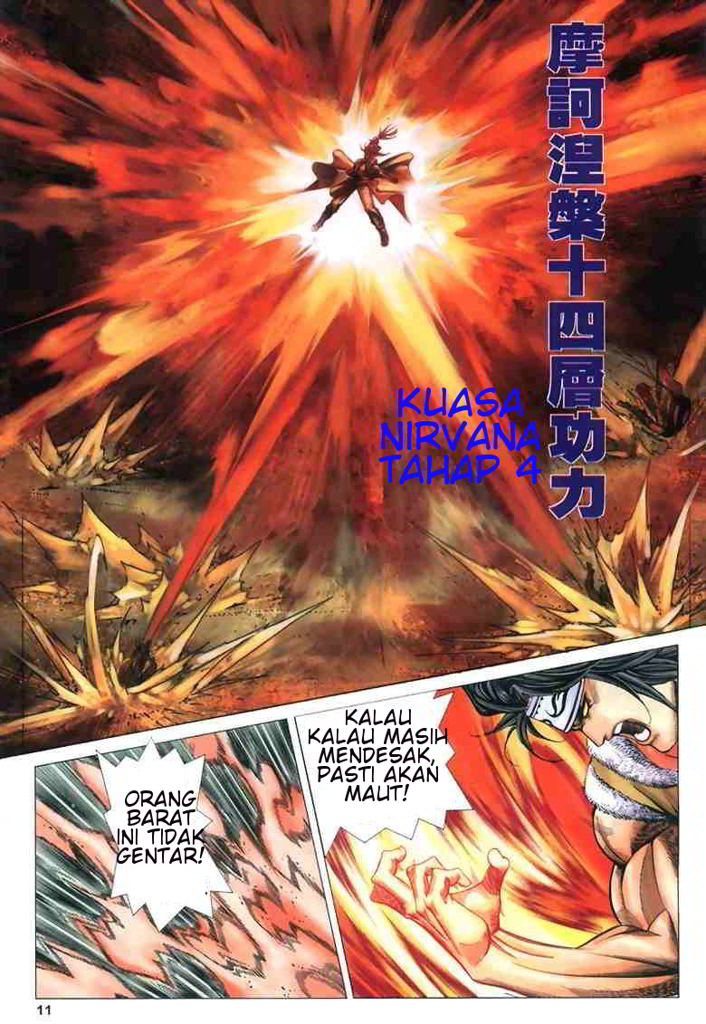 摩訶涅槃十四層功力
KUASA
NIRVANA
TAHAP 4
KALAU
KALAU MASIH
MENDESAK,
PASTI AKAN
MAUT!
ORANG
BARAT
INI TIDAK
GENTAR!
11